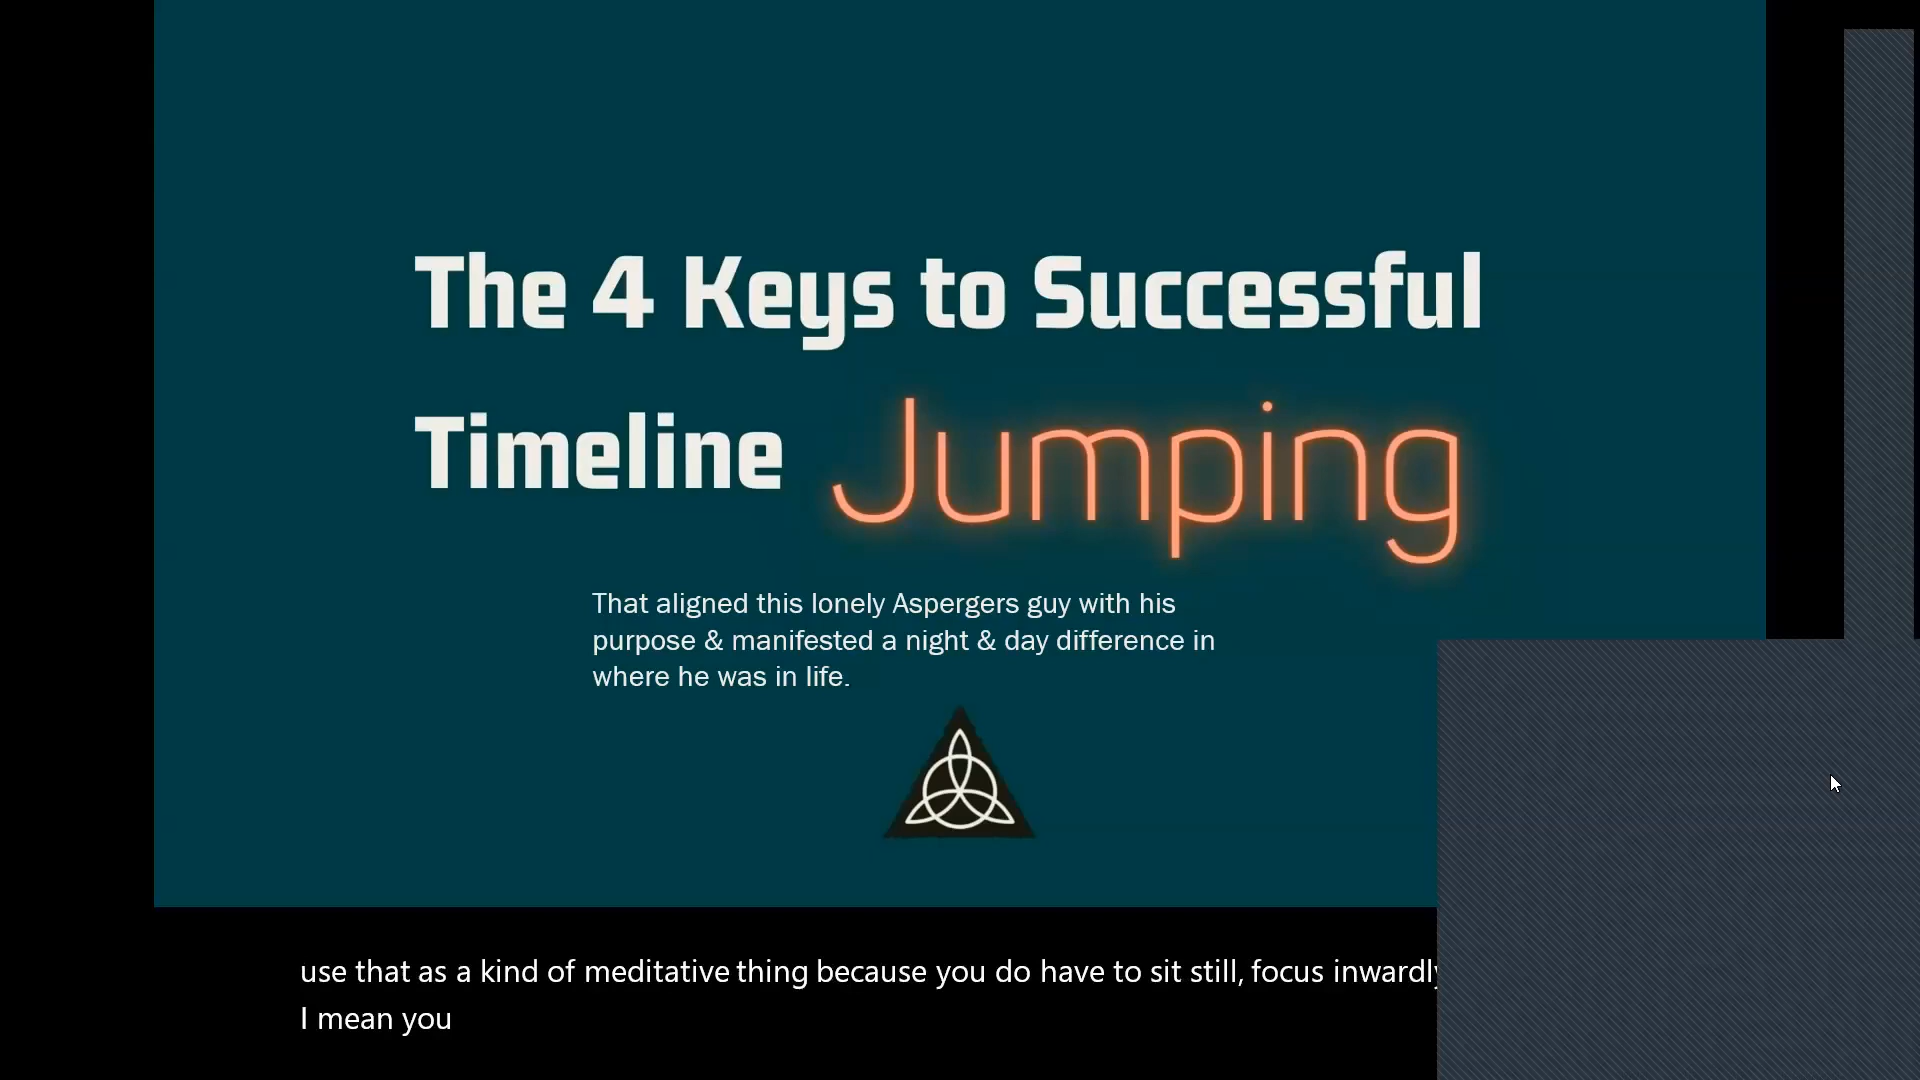 The 4 Keys to Successful
Timeline Jumping
That aligned this lonely Aspergers guy with his
purpose & manifested a night & day difference in
where he was in life.
use that as a kind of meditative thing because you do have to sit still, focus inwardly
I mean you